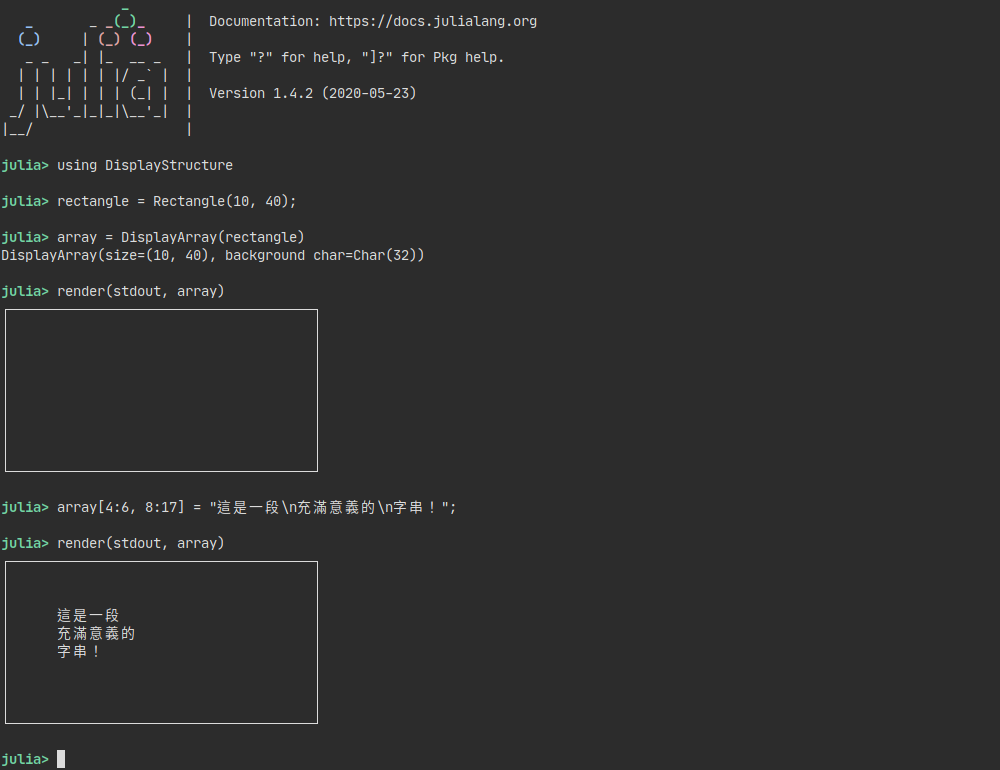 Documentation: https://docs.julialang.org
Type "?" for help, "]?" for Pkg help.
Version 1.4.2 (2020-05-23)
julia> using DisplayStructure
julia> rectangle = Rectangle(10, 40);
julia> array = DisplayArray(rectangle)
DisplayArray(size=(10, 40), background char=Char(32))
julia> render(stdout, array)
julia> array[4:6, 8:17] = "這是一段\n充滿意義的\n字串！";
julia> render(stdout, array)
這是一段
充滿意義的
字串！
julia>